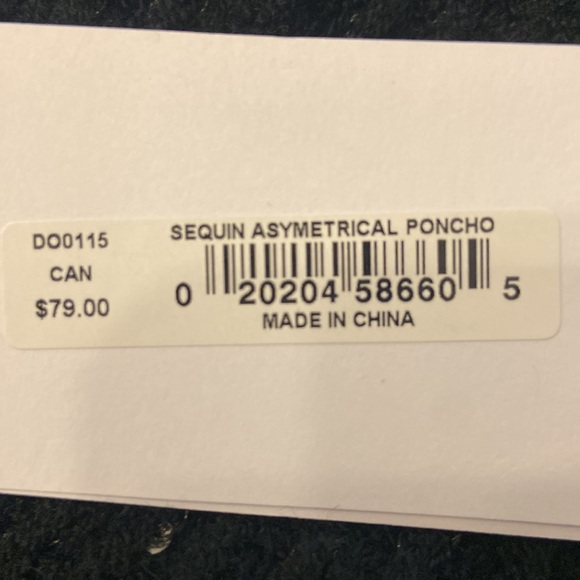 DO0115
CAN
$79.00
SEQUIN ASYMETRICAL PONCHO
0 20204 58660 5
MADE IN CHINA